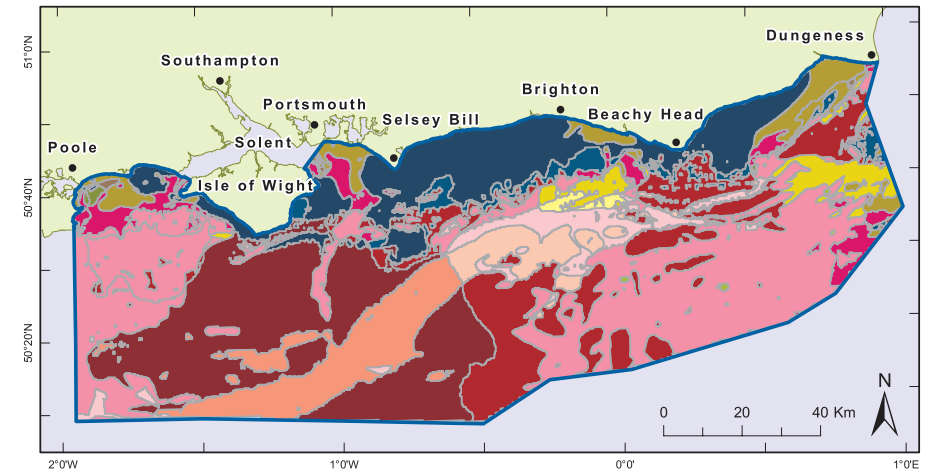 Dungeness
Southampton
Brighton
Portsmouth
Beachy Head
Selsey Bill
Solent
Poole
Isle of Wight
51°0'N
50°40'N
50°20'N
N
0 20 40 Km
2°0'W 1°0'W 0°0' 1°0'E